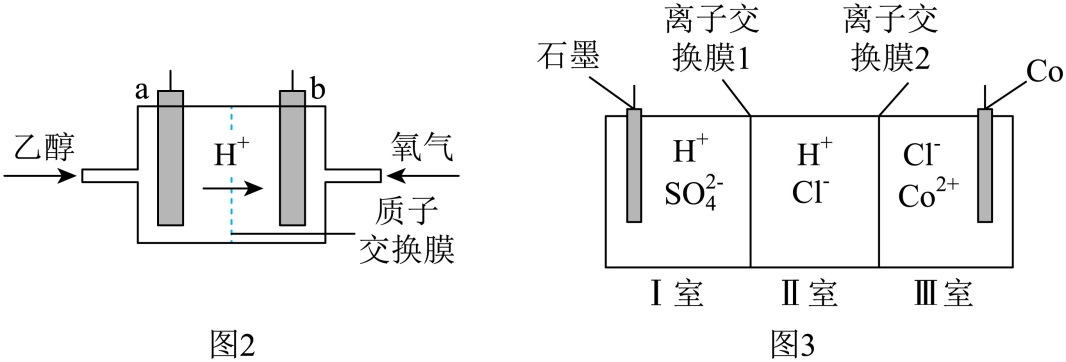 a
b
乙醇
H⁺
氧气
质子
交换膜
图2
石墨
离子交
换膜1
离子交
换膜2
Co
H⁺
SO₄²⁻
H⁺
Cl⁻
Cl⁻
Co²⁺
Ⅰ室
Ⅱ室
Ⅲ室
图3